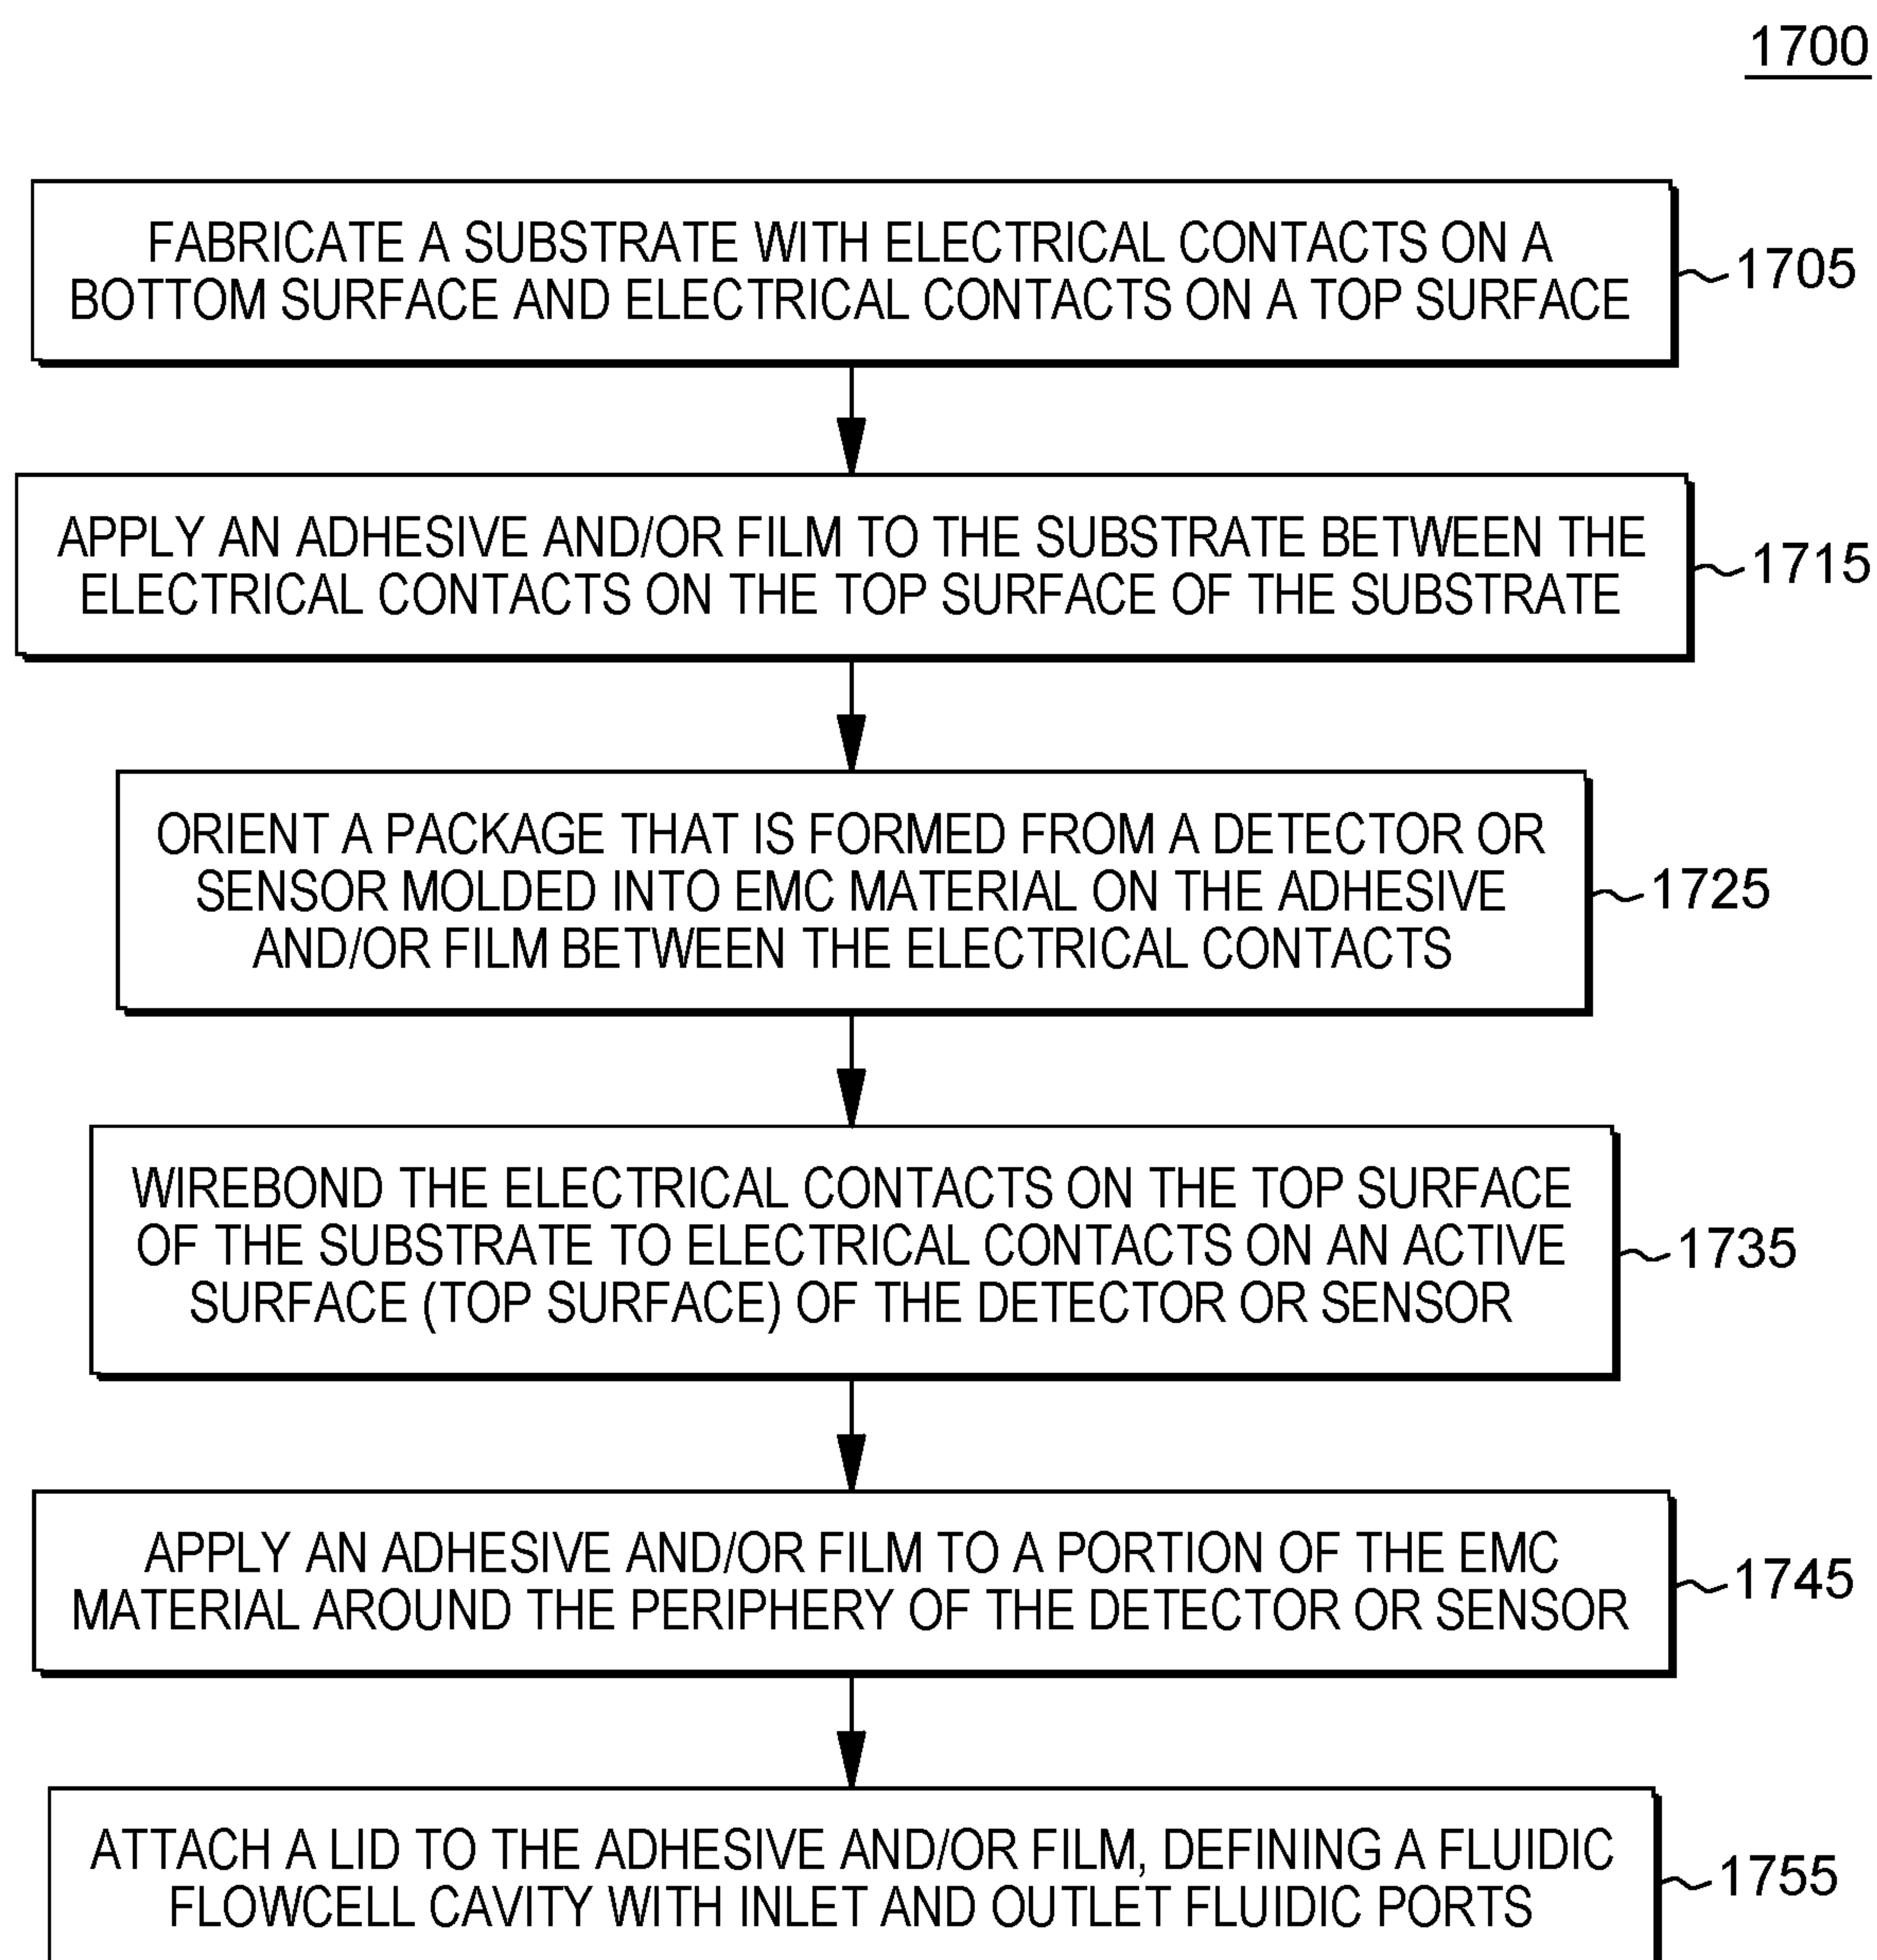 1700
FABRICATE A SUBSTRATE WITH ELECTRICAL CONTACTS ON A
BOTTOM SURFACE AND ELECTRICAL CONTACTS ON A TOP SURFACE
1705
APPLY AN ADHESIVE AND/OR FILM TO THE SUBSTRATE BETWEEN THE
ELECTRICAL CONTACTS ON THE TOP SURFACE OF THE SUBSTRATE
1715
ORIENT A PACKAGE THAT IS FORMED FROM A DETECTOR OR
SENSOR MOLDED INTO EMC MATERIAL ON THE ADHESIVE
AND/OR FILM BETWEEN THE ELECTRICAL CONTACTS
1725
WIREBOND THE ELECTRICAL CONTACTS ON THE TOP SURFACE
OF THE SUBSTRATE TO ELECTRICAL CONTACTS ON AN ACTIVE
SURFACE (TOP SURFACE) OF THE DETECTOR OR SENSOR
1735
APPLY AN ADHESIVE AND/OR FILM TO A PORTION OF THE EMC
MATERIAL AROUND THE PERIPHERY OF THE DETECTOR OR SENSOR
1745
ATTACH A LID TO THE ADHESIVE AND/OR FILM, DEFINING A FLUIDIC
FLOWCELL CAVITY WITH INLET AND OUTLET FLUIDIC PORTS
1755